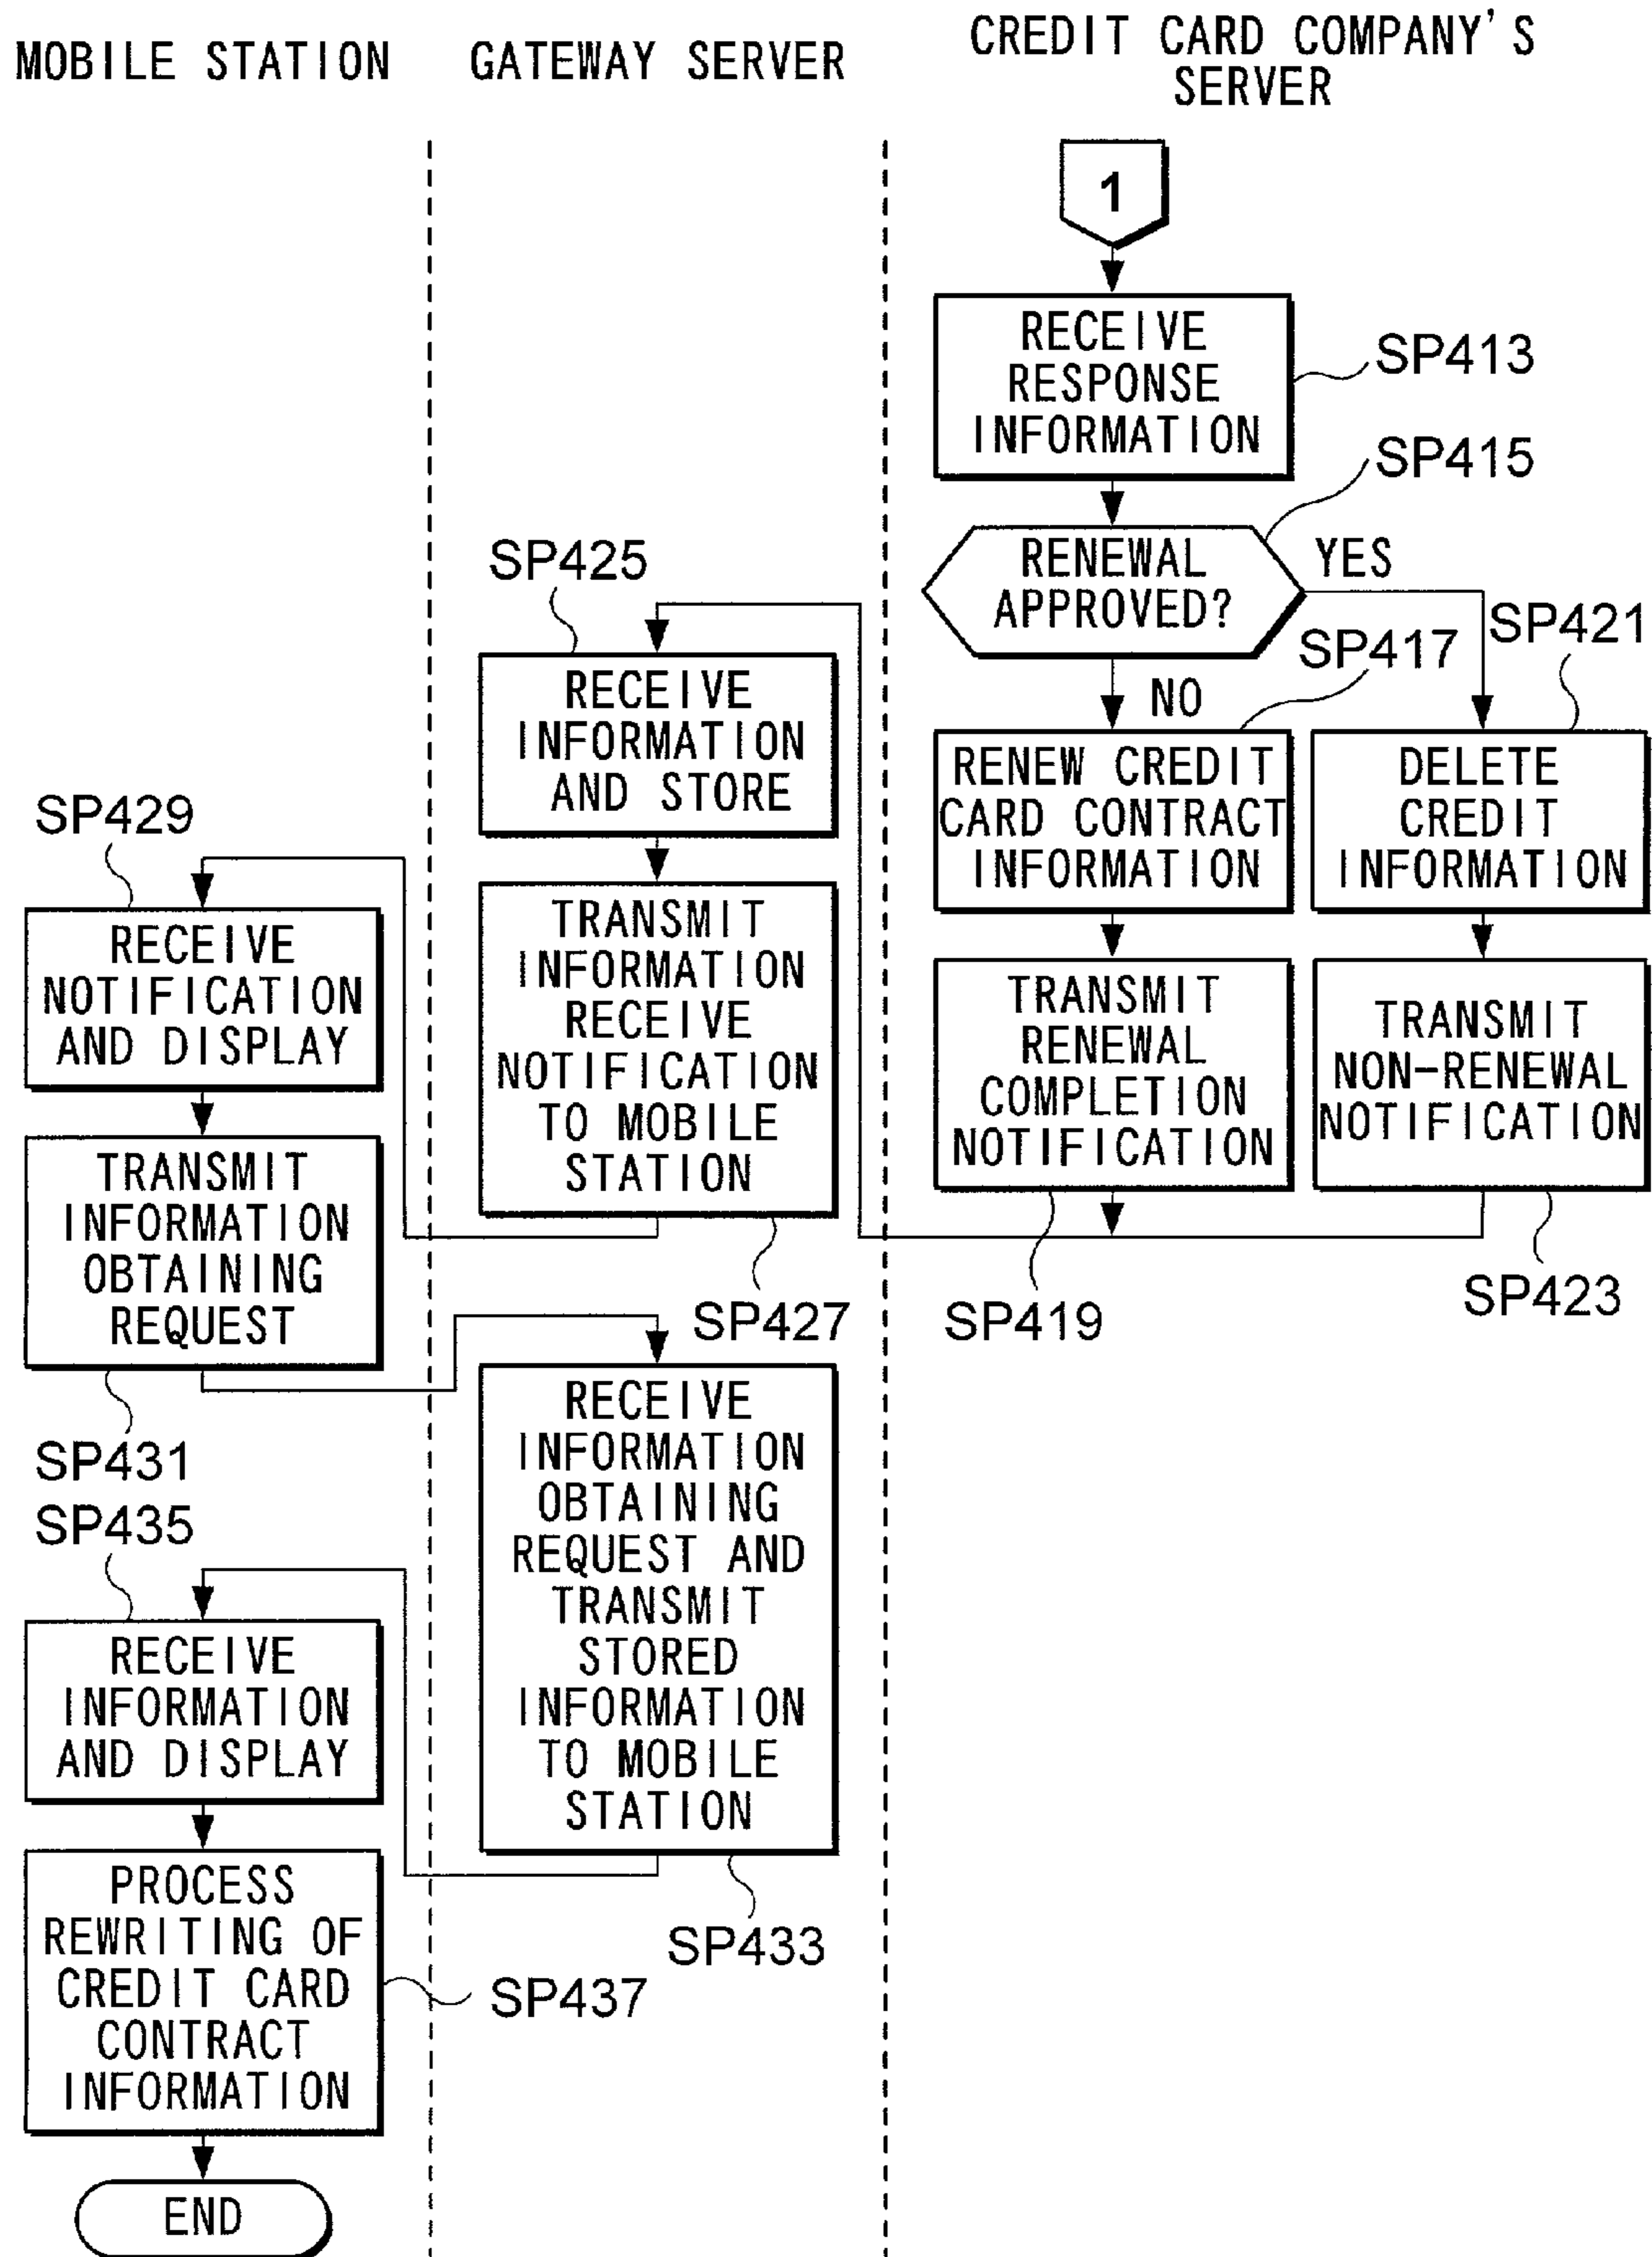 MOBILE STATION
GATEWAY SERVER
CREDIT CARD COMPANY'S
SERVER
1
RECEIVE
RESPONSE
INFORMATION
SP413
SP415
RENEWAL
APPROVED?
YES
NO
SP417
SP421
RENEW CREDIT
CARD CONTRACT
INFORMATION
DELETE
CREDIT
INFORMATION
TRANSMIT
RENEWAL
COMPLETION
NOTIFICATION
TRANSMIT
NON-RENEWAL
NOTIFICATION
SP419
SP423
SP425
RECEIVE
INFORMATION
AND STORE
TRANSMIT
INFORMATION
RECEIVE
NOTIFICATION
TO MOBILE
STATION
SP427
SP429
RECEIVE
NOTIFICATION
AND DISPLAY
TRANSMIT
INFORMATION
OBTAINING
REQUEST
SP431
RECEIVE
INFORMATION
OBTAINING
REQUEST AND
TRANSMIT
STORED
INFORMATION
TO MOBILE
STATION
SP433
SP435
RECEIVE
INFORMATION
AND DISPLAY
PROCESS
REWRITING OF
CREDIT CARD
CONTRACT
INFORMATION
SP437
END